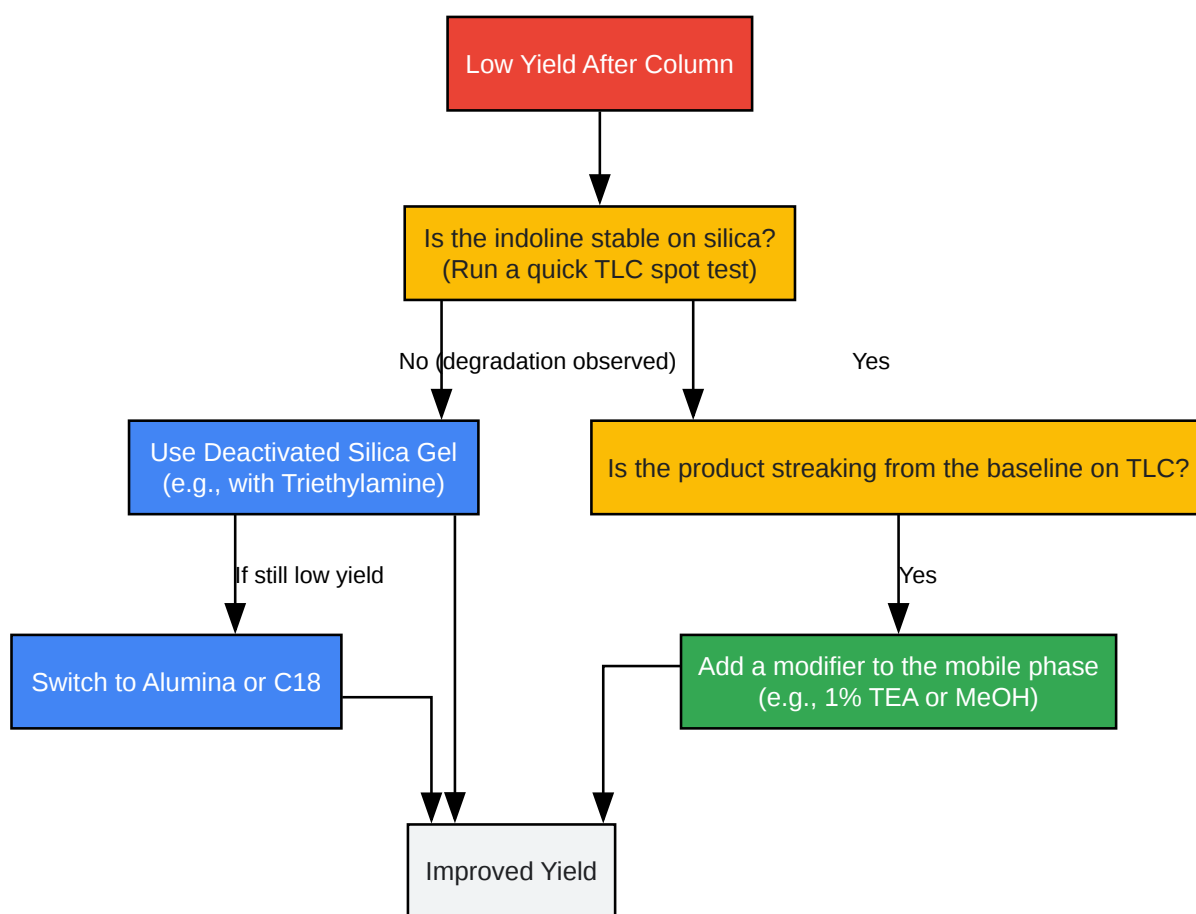 Low Yield After Column
Is the indoline stable on silica?
(Run a quick TLC spot test)
No (degradation observed)
Yes
Use Deactivated Silica Gel
(e.g., with Triethylamine)
Is the product streaking from the baseline on TLC?
If still low yield
Yes
Switch to Alumina or C18
Add a modifier to the mobile phase
(e.g., 1% TEA or MeOH)
Improved Yield